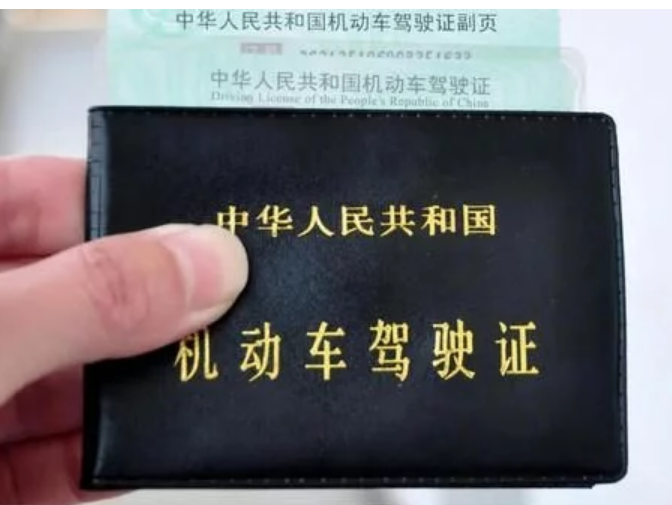 中华人民共和国机动车驾驶证副页
中华人民共和国机动车驾驶证
Driving License of the People's Republic of China
中华人民共和国
机动车驾驶证